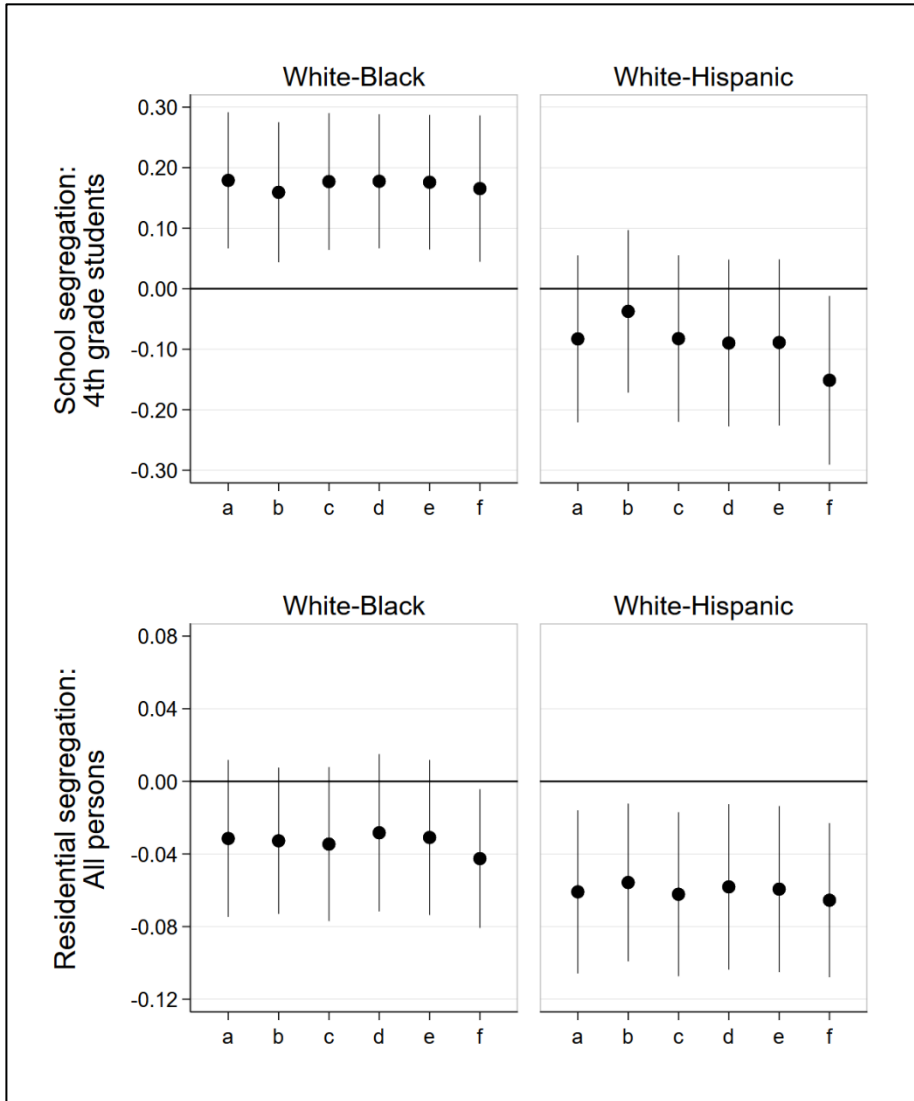 White-Black
White-Hispanic
School segregation:
4th grade students
0.30
0.20
0.10
0.00
-0.10
-0.20
-0.30
a b c d e f
a b c d e f
White-Black
White-Hispanic
Residential segregation:
All persons
0.08
0.04
0.00
-0.04
-0.08
-0.12
a b c d e f
a b c d e f